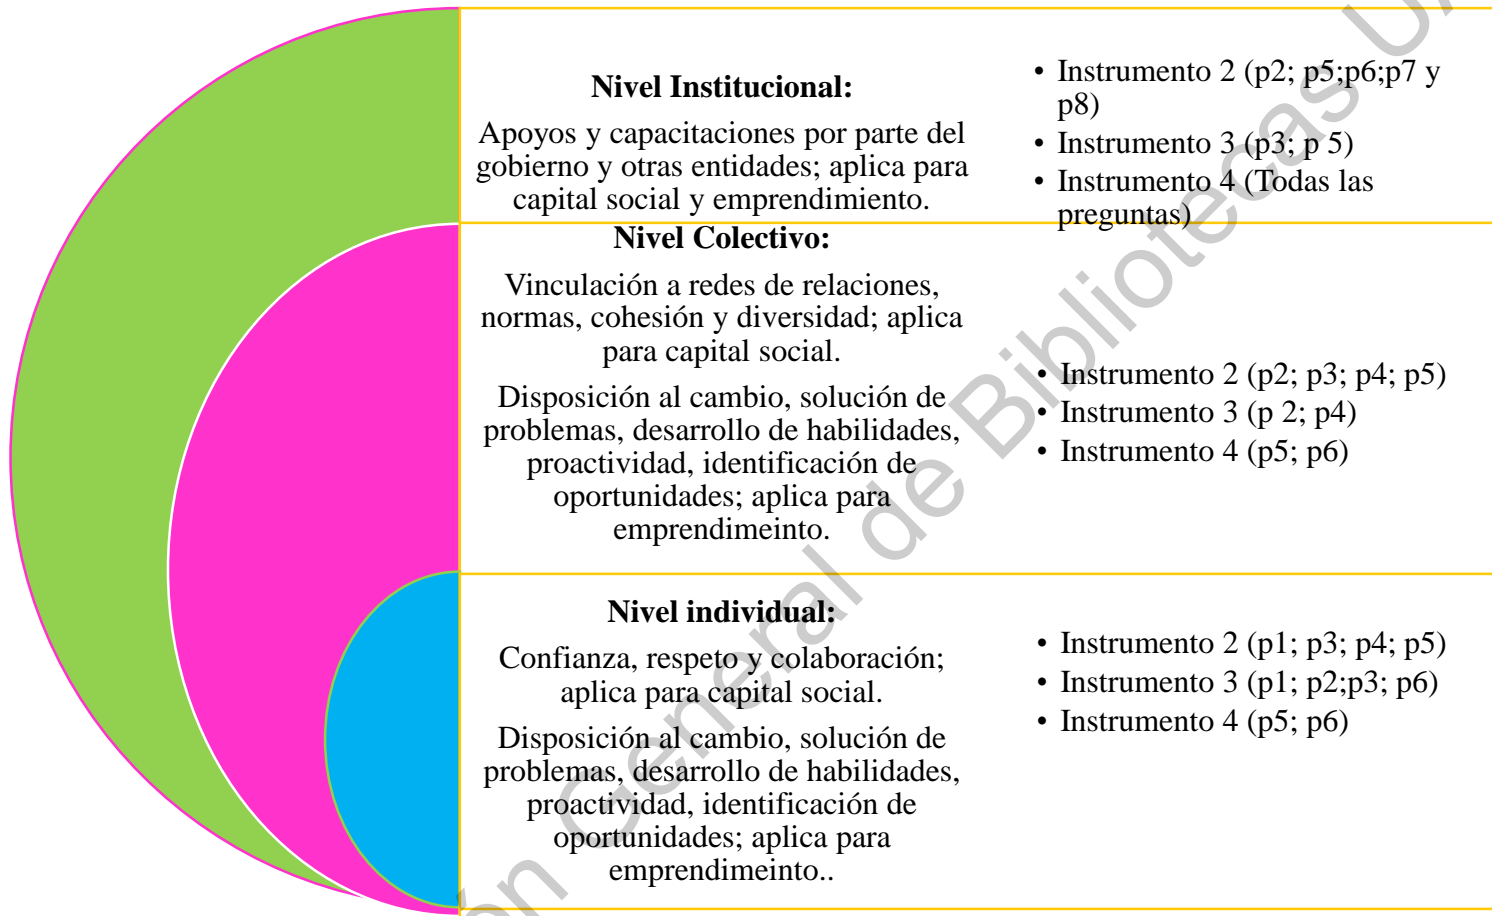 Nivel Institucional:
Apoyos y capacitaciones por parte del
gobierno y otras entidades; aplica para
capital social y emprendimiento.
• Instrumento 2 (p2; p5;p6;p7 y
p8)
• Instrumento 3 (p3; p 5)
• Instrumento 4 (Todas las
preguntas)
Nivel Colectivo:
Vinculación a redes de relaciones,
normas, cohesión y diversidad; aplica
para capital social.
Disposición al cambio, solución de
problemas, desarrollo de habilidades,
proactividad, identificación de
oportunidades; aplica para
emprendimeinto.
• Instrumento 2 (p2; p3; p4; p5)
• Instrumento 3 (p 2; p4)
• Instrumento 4 (p5; p6)
Nivel individual:
Confianza, respeto y colaboración;
aplica para capital social.
Disposición al cambio, solución de
problemas, desarrollo de habilidades,
proactividad, identificación de
oportunidades; aplica para
emprendimeinto..
• Instrumento 2 (p1; p3; p4; p5)
• Instrumento 3 (p1; p2;p3; p6)
• Instrumento 4 (p5; p6)
General de Bibliotecas